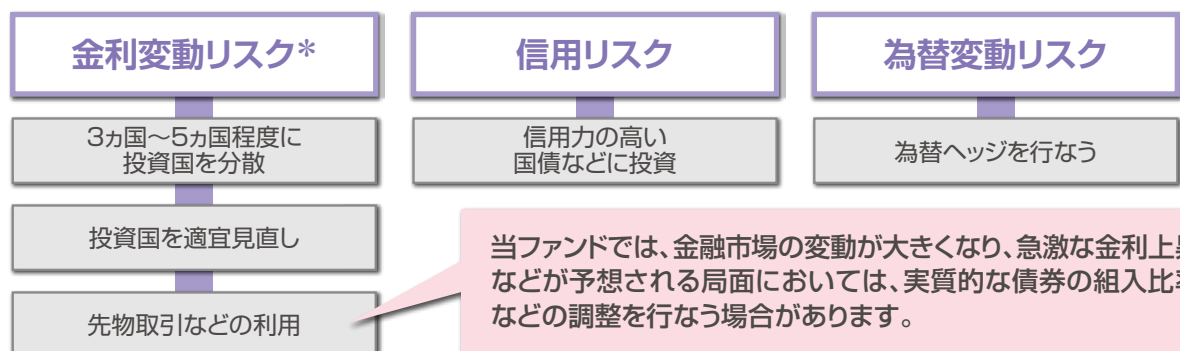 金利変動リスク*
信用リスク
為替変動リスク
3ヵ国～5ヵ国程度に
投資国を分散
信用力の高い
国債などに投資
為替ヘッジを行なう
投資国を適宜見直し
先物取引などの利用
当ファンドでは、金融市場の変動が大きくなり、急激な金利上
などが予想される局面においては、実質的な債券の組入比
などの調整を行なう場合があります。